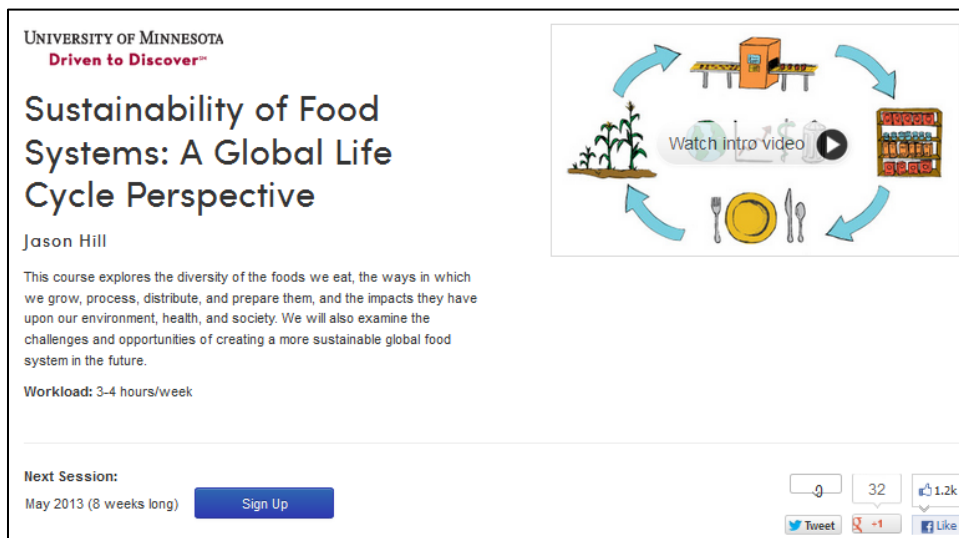 UNIVERSITY OF MINNESOTA
Driven to Discover℠
Sustainability of Food
Systems: A Global Life
Cycle Perspective
Jason Hill
This course explores the diversity of the foods we eat, the ways in which
we grow, process, distribute, and prepare them, and the impacts they have
upon our environment, health, and society. We will also examine the
challenges and opportunities of creating a more sustainable global food
system in the future.
Workload: 3-4 hours/week
Watch intro video
Next Session:
May 2013 (8 weeks long)
Sign Up
32
1.2k
Tweet
+1
Like